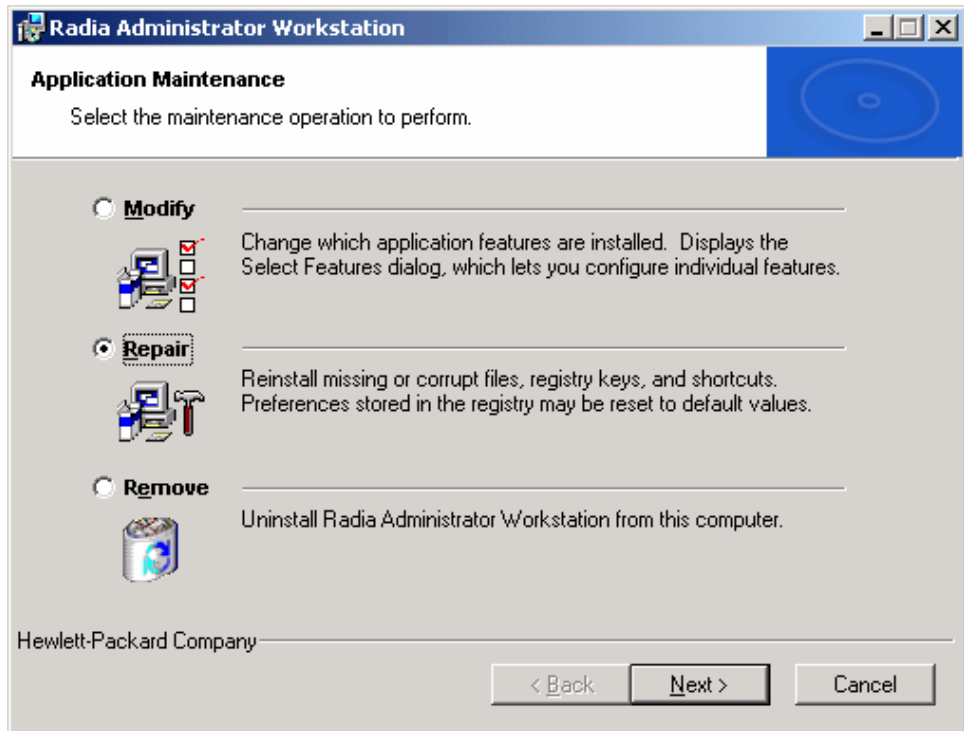 Radia Administrator Workstation
Application Maintenance
Select the maintenance operation to perform.
Modify
Change which application features are installed. Displays the
Select Features dialog, which lets you configure individual features.
Repair
Reinstall missing or corrupt files, registry keys, and shortcuts.
Preferences stored in the registry may be reset to default values.
Remove
Uninstall Radia Administrator Workstation from this computer.
Hewlett-Packard Company
< Back
Next >
Cancel